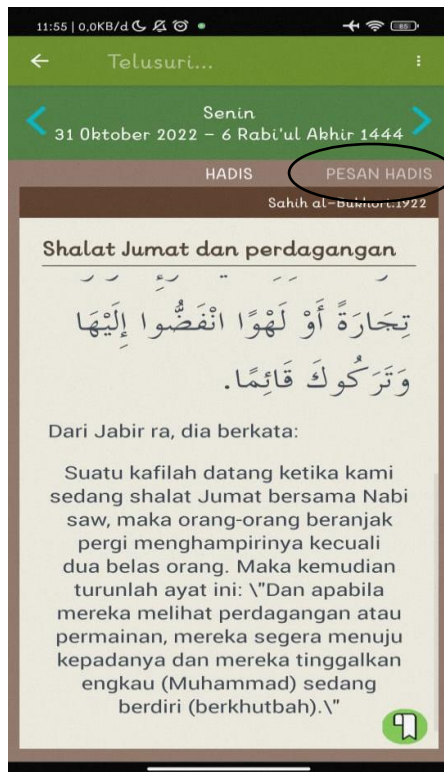 11:55 | 0,0KB/d
85
Telusuri...
Senin
31 Oktober 2022 – 6 Rabi'ul Akhir 1444
HADIS
PESAN HADIS
Sahih al-Bukhori:1922
Shalat Jumat dan perdagangan
تِجَارَةً أَوْ لَهْوًا انْفَضُّوا إِلَيْهَا
وَتَرَكُوكَ قَائِمًا.
Dari Jabir ra, dia berkata:
Suatu kafilah datang ketika kami
sedang shalat Jumat bersama Nabi
saw, maka orang-orang beranjak
pergi menghampirinya kecuali
dua belas orang. Maka kemudian
turunlah ayat ini: \"Dan apabila
mereka melihat perdagangan atau
permainan, mereka segera menuju
kepadanya dan mereka tinggalkan
engkau (Muhammad) sedang
berdiri (berkhutbah).\"